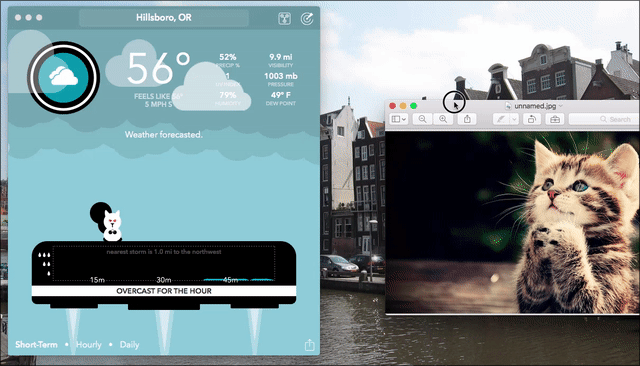 Hillsboro, OR
56°
FEELS LIKE 56°
5 MPH S
52%
PRECIP %
79%
HUMIDITY
9.9 mi
VISIBILITY
1003 mb
PRESSURE
49° F
DEW POINT
Weather forecasted.
nearest storm is 1.0 mi to the northwest
15m 30m 45m
OVERCAST FOR THE HOUR
Short-Term • Hourly • Daily
unnamed.jpg
Search